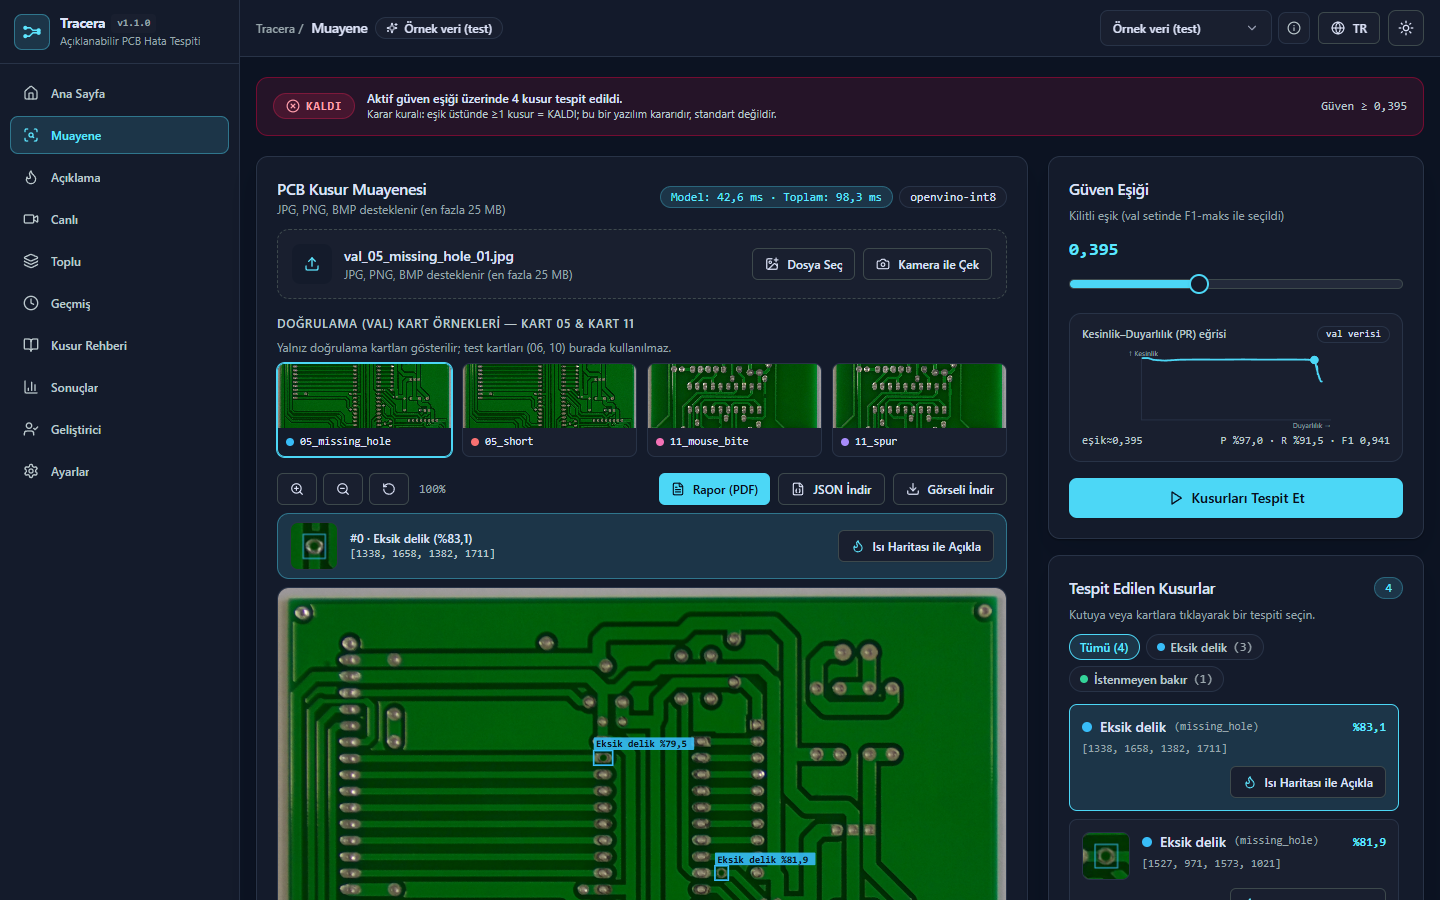 Tracera v1.1.0
Açıklanabilir PCB Hata Tespiti
Ana Sayfa
Muayene
Açıklama
Canlı
Toplu
Geçmiş
Kusur Rehberi
Sonuçlar
Geliştirici
Ayarlar
Tracera / Muayene Örnek veri (test)
Örnek veri (test)
TR
KALDI
Aktif güven eşiği üzerinde 4 kusur tespit edildi.
Karar kuralı: eşik üstünde ≥1 kusur = KALDI; bu bir yazılım kararıdır, standart değildir.
Güven ≥ 0,395
PCB Kusur Muayenesi
JPG, PNG, BMP desteklenir (en fazla 25 MB)
Model: 42,6 ms · Toplam: 98,3 ms
openvino-int8
val_05_missing_hole_01.jpg
JPG, PNG, BMP desteklenir (en fazla 25 MB)
Dosya Seç
Kamera ile Çek
DOĞRULAMA (VAL) KART ÖRNEKLERİ — KART 05 & KART 11
Yalnız doğrulama kartları gösterilir; test kartları (06, 10) burada kullanılmaz.
05_missing_hole
05_short
11_mouse_bite
11_spur
100%
Rapor (PDF)
JSON İndir
Görseli İndir
#0 · Eksik delik (%83,1)
[1338, 1658, 1382, 1711]
Isı Haritası ile Açıkla
Eksik delik %79,5
Eksik delik %81,9
Güven Eşiği
Kilitli eşik (val setinde F1-maks ile seçildi)
0,395
Kesinlik–Duyarlılık (PR) eğrisi
val verisi
↑ Kesinlik
Duyarlılık →
eşik≈0,395
P %97,0 · R %91,5 · F1 0,941
Kusurları Tespit Et
Tespit Edilen Kusurlar
4
Kutuya veya kartlara tıklayarak bir tespiti seçin.
Tümü (4)
Eksik delik (3)
İstenmeyen bakır (1)
Eksik delik (missing_hole) %83,1
[1338, 1658, 1382, 1711]
Isı Haritası ile Açıkla
Eksik delik (missing_hole) %81,9
[1527, 971, 1573, 1021]